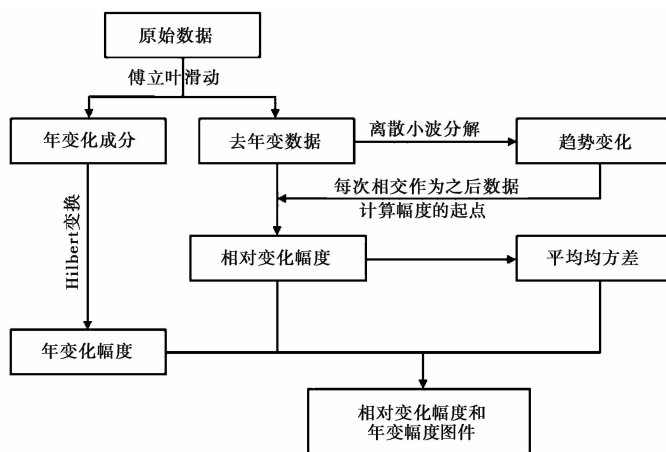 原始数据
傅立叶滑动
年变化成分
去年变数据
离散小波分解
趋势变化
每次相交作为之后数据
计算幅度的起点
Hilbert变换
相对变化幅度
平均均方差
年变化幅度
相对变化幅度和
年变幅度图件